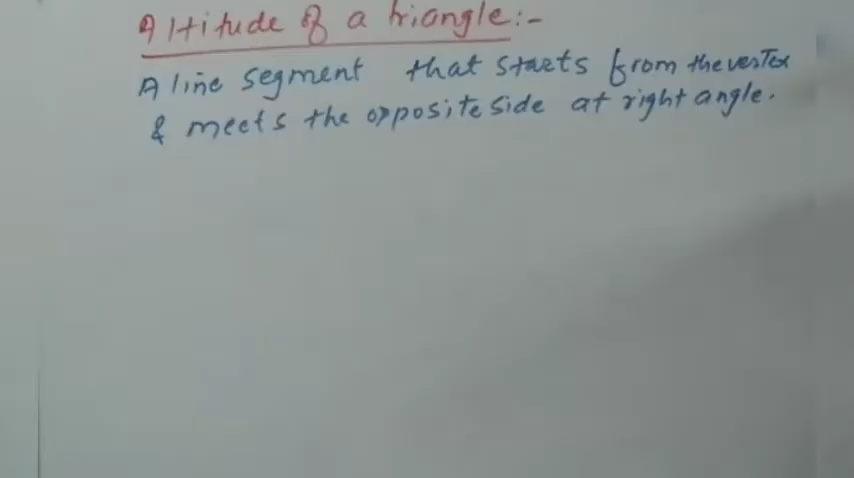 Altitude of a triangle:-
A line segment that starts from the vertex
& meets the opposite side at right angle.